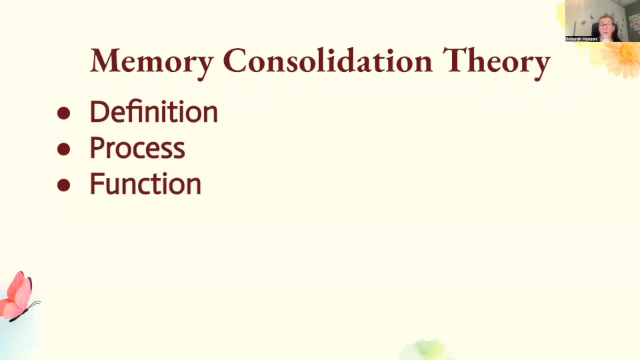 Memory Consolidation Theory
● Definition
● Process
● Function